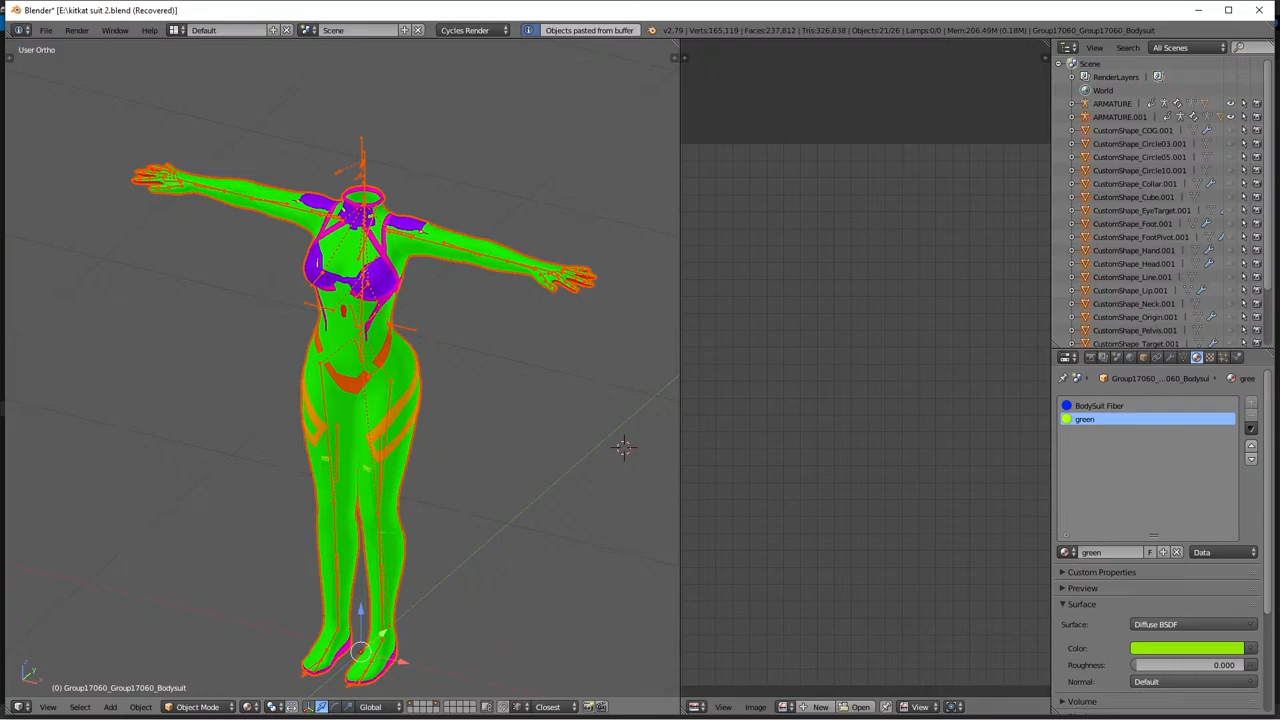 Blender* [E:\kitkat suit 2.blend (Recovered)]
File Render Window Help Default Scene Cycles Render Objects pasted from buffer v2.79 | Verts:165,119 | Faces:237,812 | Tris:326,838 | Objects:21/26 | Lamps:0/0 | Mem:206.49M (0.18M) | Group17060_Group17060_Bodysuit
User Ortho
View Search All Scenes
Scene
RenderLayers
World
ARMATURE
ARMATURE.001
CustomShape_COG.001
CustomShape_Circle03.001
CustomShape_Circle05.001
CustomShape_Circle10.001
CustomShape_Collar.001
CustomShape_Cube.001
CustomShape_EyeTarget.001
CustomShape_Foot.001
CustomShape_FootPivot.001
CustomShape_Hand.001
CustomShape_Head.001
CustomShape_Line.001
CustomShape_Lip.001
CustomShape_Neck.001
CustomShape_Origin.001
CustomShape_Pelvis.001
CustomShape_Target.001
Group17060_...060_Bodysui gree
BodySuit Fiber
green
green F Data
Custom Properties
Preview
Surface
Surface: Diffuse BSDF
Color:
Roughness: 0.000
Normal: Default
Volume
(0) Group17060_Group17060_Bodysuit
View Select Add Object Object Mode Global Closest
View Image New Open View